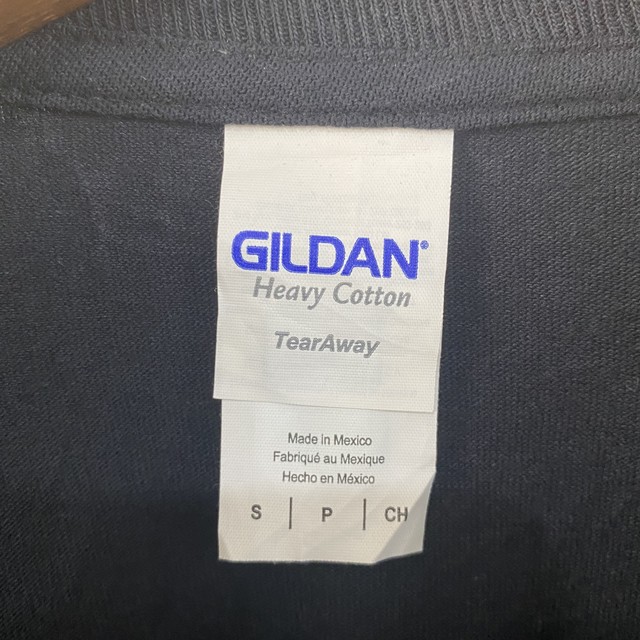 GILDAN®
Heavy Cotton
TearAway
Made in Mexico
Fabriqué au Mexique
Hecho en México
S | P | CH